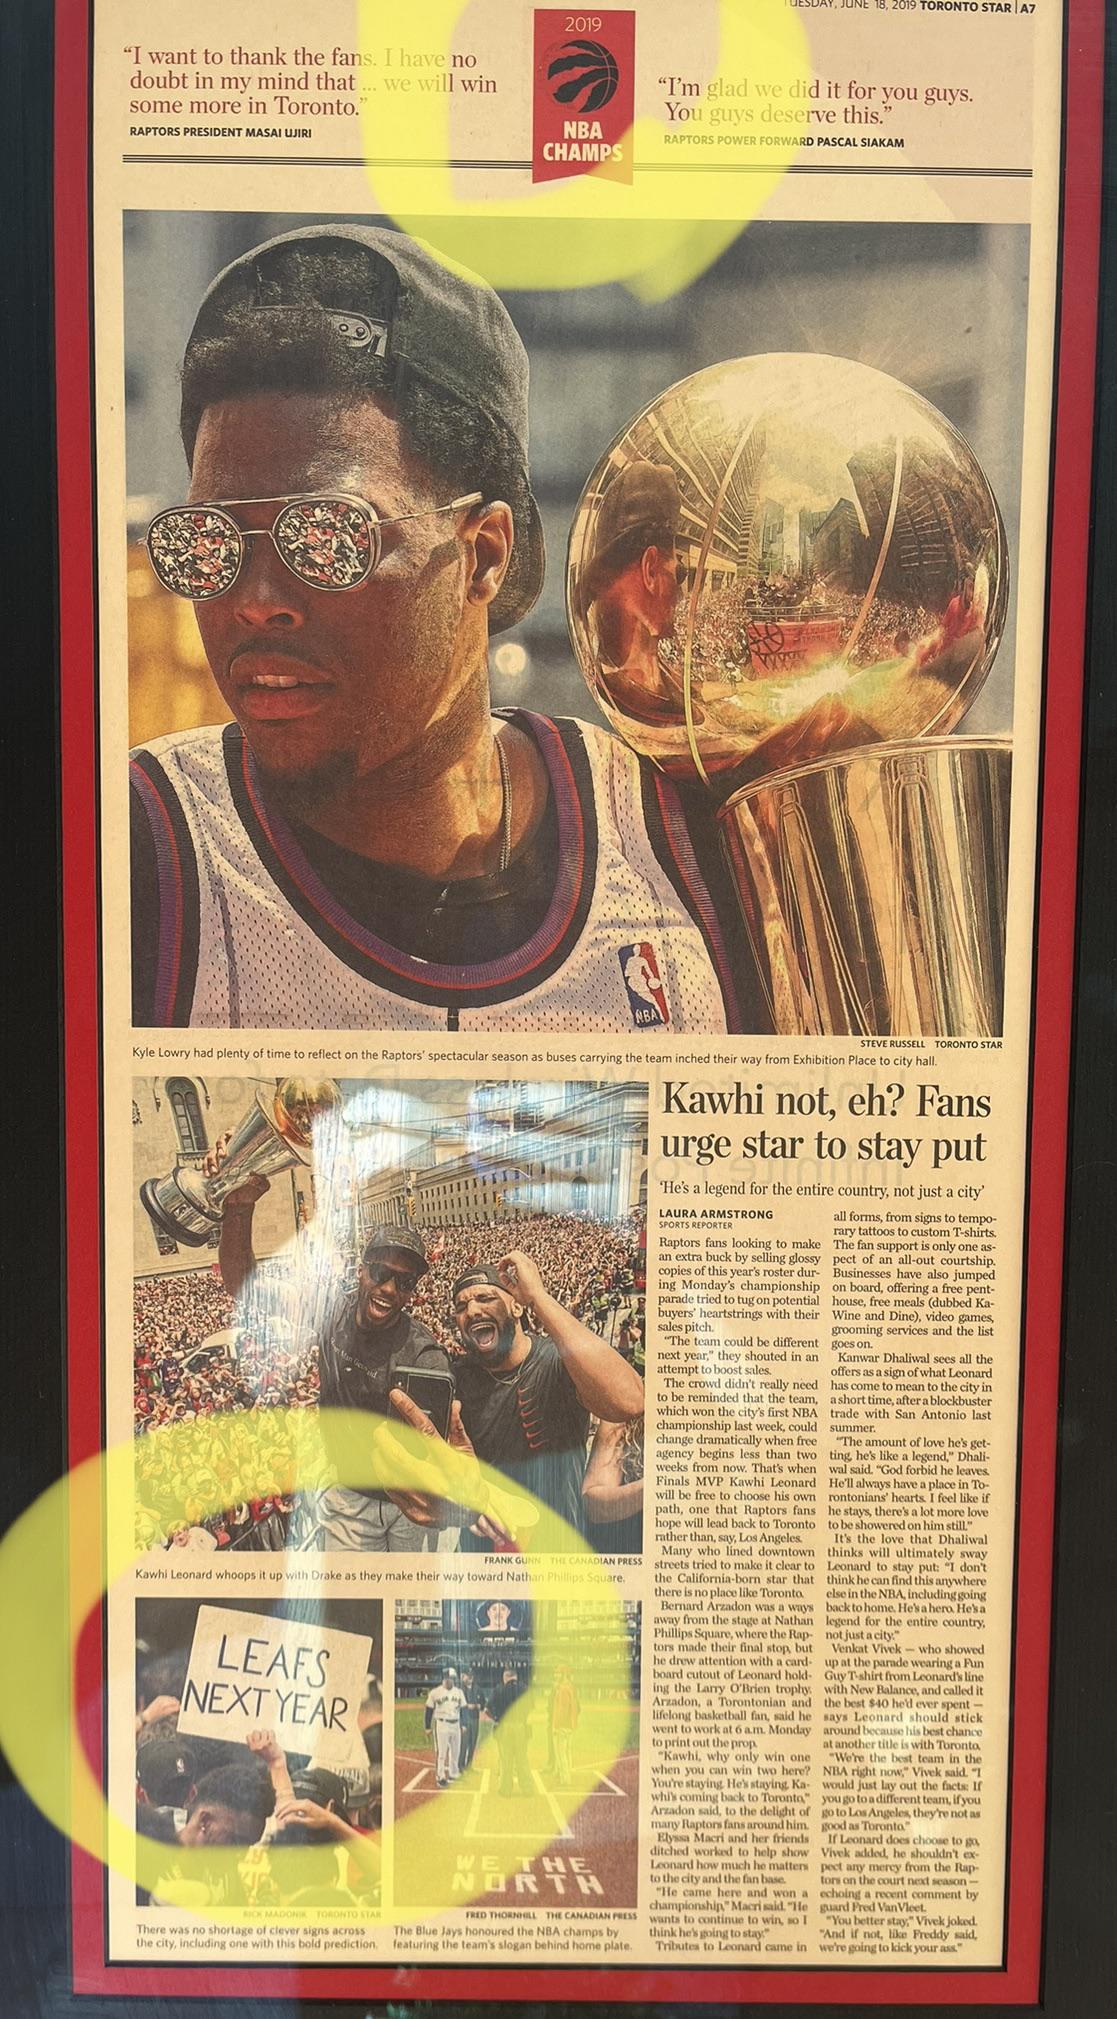 TUESDAY, JUNE 18, 2019 TORONTO STAR | A7
“I want to thank the fans. I have no
doubt in my mind that ... we will win
some more in Toronto.”
RAPTORS PRESIDENT MASAI UJIRI
2019
NBA
CHAMPS
“I’m glad we did it for you guys.
You guys deserve this.”
RAPTORS POWER FORWARD PASCAL SIAKAM
NBA
STEVE RUSSELL TORONTO STAR
Kyle Lowry had plenty of time to reflect on the Raptors’ spectacular season as buses carrying the team inched their way from Exhibition Place to city hall.
FRANK GUNN THE CANADIAN PRESS
Kawhi Leonard whoops it up with Drake as they make their way toward Nathan Phillips Square.
LEAFS
NEXT YEAR
RICK MADONIK TORONTO STAR
There was no shortage of clever signs across
the city, including one with this bold prediction.
WE THE
NORTH
FRED THORNHILL THE CANADIAN PRESS
The Blue Jays honoured the NBA champs by
featuring the team’s slogan behind home plate.
Kawhi not, eh? Fans
urge star to stay put
‘He’s a legend for the entire country, not just a city’
LAURA ARMSTRONG
SPORTS REPORTER
Raptors fans looking to make
an extra buck by selling glossy
copies of this year’s roster dur-
ing Monday’s championship
parade tried to tug on potential
buyers’ heartstrings with their
sales pitch.
“The team could be different
next year,” they shouted in an
attempt to boost sales.
The crowd didn’t really need
to be reminded that the team,
which won the city’s first NBA
championship last week, could
change dramatically when free
agency begins less than two
weeks from now. That’s when
Finals MVP Kawhi Leonard
will be free to choose his own
path, one that Raptors fans
hope will lead back to Toronto
rather than, say, Los Angeles.
Many who lined downtown
streets tried to make it clear to
the California-born star that
there is no place like Toronto.
Bernard Arzadon was a ways
away from the stage at Nathan
Phillips Square, where the Rap-
tors made their final stop, but
he drew attention with a card-
board cutout of Leonard hold-
ing the Larry O’Brien trophy.
Arzadon, a Torontonian and
lifelong basketball fan, said he
went to work at 6 a.m. Monday
to print out the prop.
“Kawhi, why only win one
when you can win two here?
You’re staying. He’s staying. Ka-
whi’s coming back to Toronto,”
Arzadon said, to the delight of
many Raptors fans around him.
Elyssa Macri and her friends
ditched worked to help show
Leonard how much he matters
to the city and the fan base.
“He came here and won a
championship,” Macri said. “He
wants to continue to win, so I
think he’s going to stay.”
Tributes to Leonard came in
all forms, from signs to tempo-
rary tattoos to custom T-shirts.
The fan support is only one as-
pect of an all-out courtship.
Businesses have also jumped
on board, offering a free pent-
house, free meals (dubbed Ka-
Wine and Dine), video games,
grooming services and the list
goes on.
Kanwar Dhaliwal sees all the
offers as a sign of what Leonard
has come to mean to the city in
a short time, after a blockbuster
trade with San Antonio last
summer.
“The amount of love he’s get-
ting, he’s like a legend,” Dhali-
wal said. “God forbid he leaves.
He’ll always have a place in To-
rontonians’ hearts. I feel like if
he stays, there’s a lot more love
to be showered on him still.”
It’s the love that Dhaliwal
thinks will ultimately sway
Leonard to stay put: “I don’t
think he can find this anywhere
else in the NBA, including going
back to home. He’s a hero. He’s a
legend for the entire country,
not just a city.”
Venkat Vivek — who showed
up at the parade wearing a Fun
Guy T-shirt from Leonard’s line
with New Balance, and called it
the best $40 he’d ever spent —
says Leonard should stick
around because his best chance
at another title is with Toronto.
“We’re the best team in the
NBA right now,” Vivek said. “I
would just lay out the facts: If
you go to a different team, if you
go to Los Angeles, they’re not as
good as Toronto.”
If Leonard does choose to go,
Vivek added, he shouldn’t ex-
pect any mercy from the Rap-
tors on the court next season —
echoing a recent comment by
guard Fred VanVleet.
“You better stay,” Vivek joked.
“And if not, like Freddy said,
we’re going to kick your ass.”